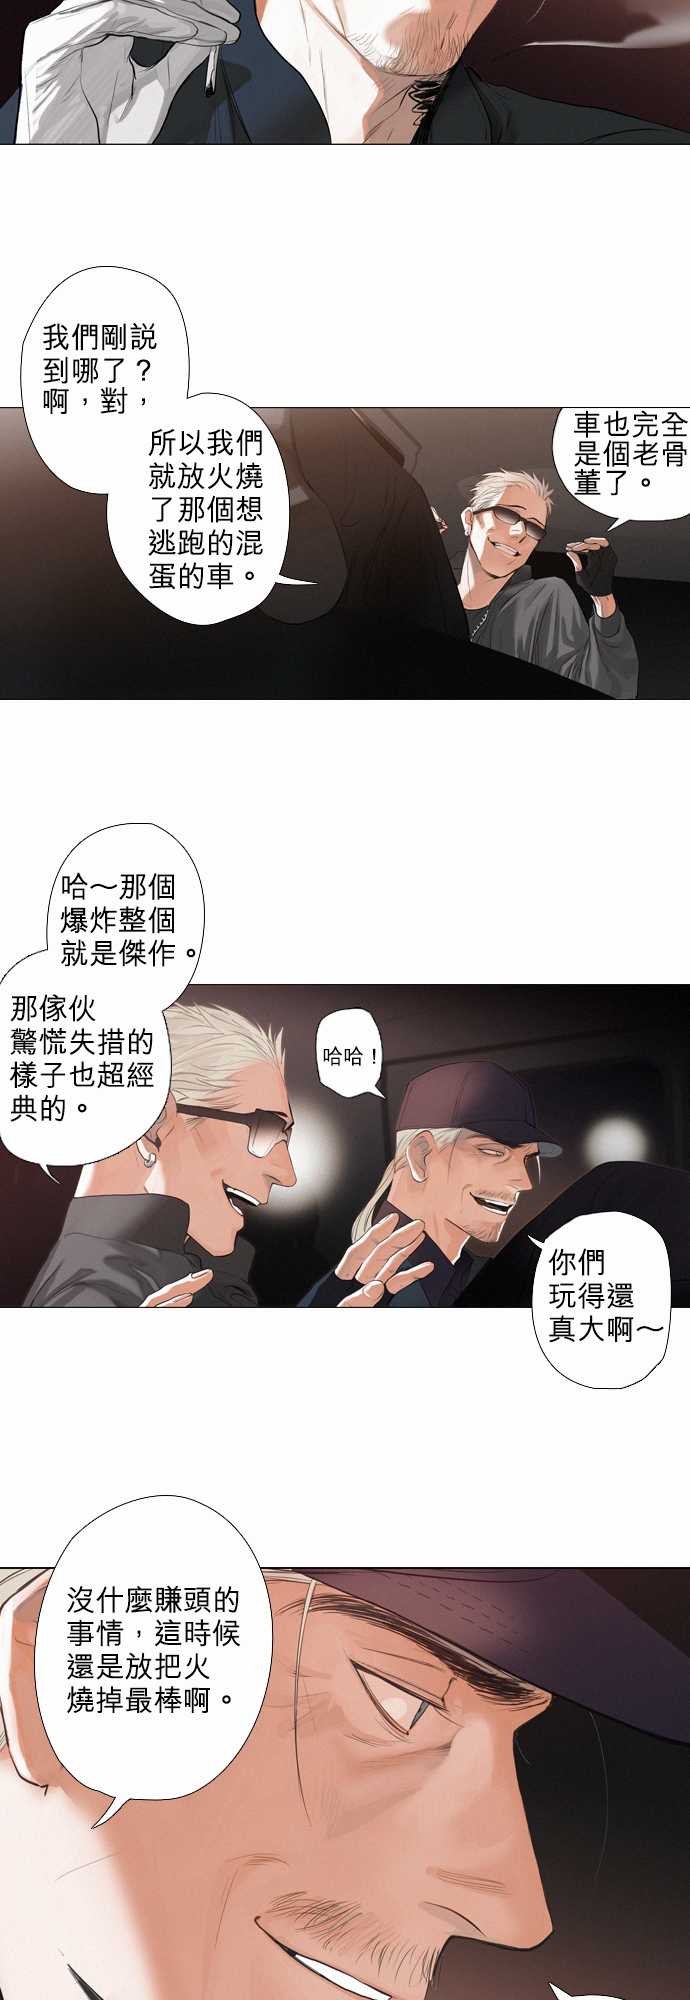 我們剛説
到哪了？
啊，對，
所以我們
就放火燒
了那個想
逃跑的混
蛋的車。
車也完全
是個老骨
董了。
哈～那個
爆炸整個
就是傑作。
那傢伙
驚慌失措的
樣子也超經
典的。
哈哈！
你們
玩得還
真大啊～
沒什麼賺頭的
事情，這時候
還是放把火
燒掉最棒啊。